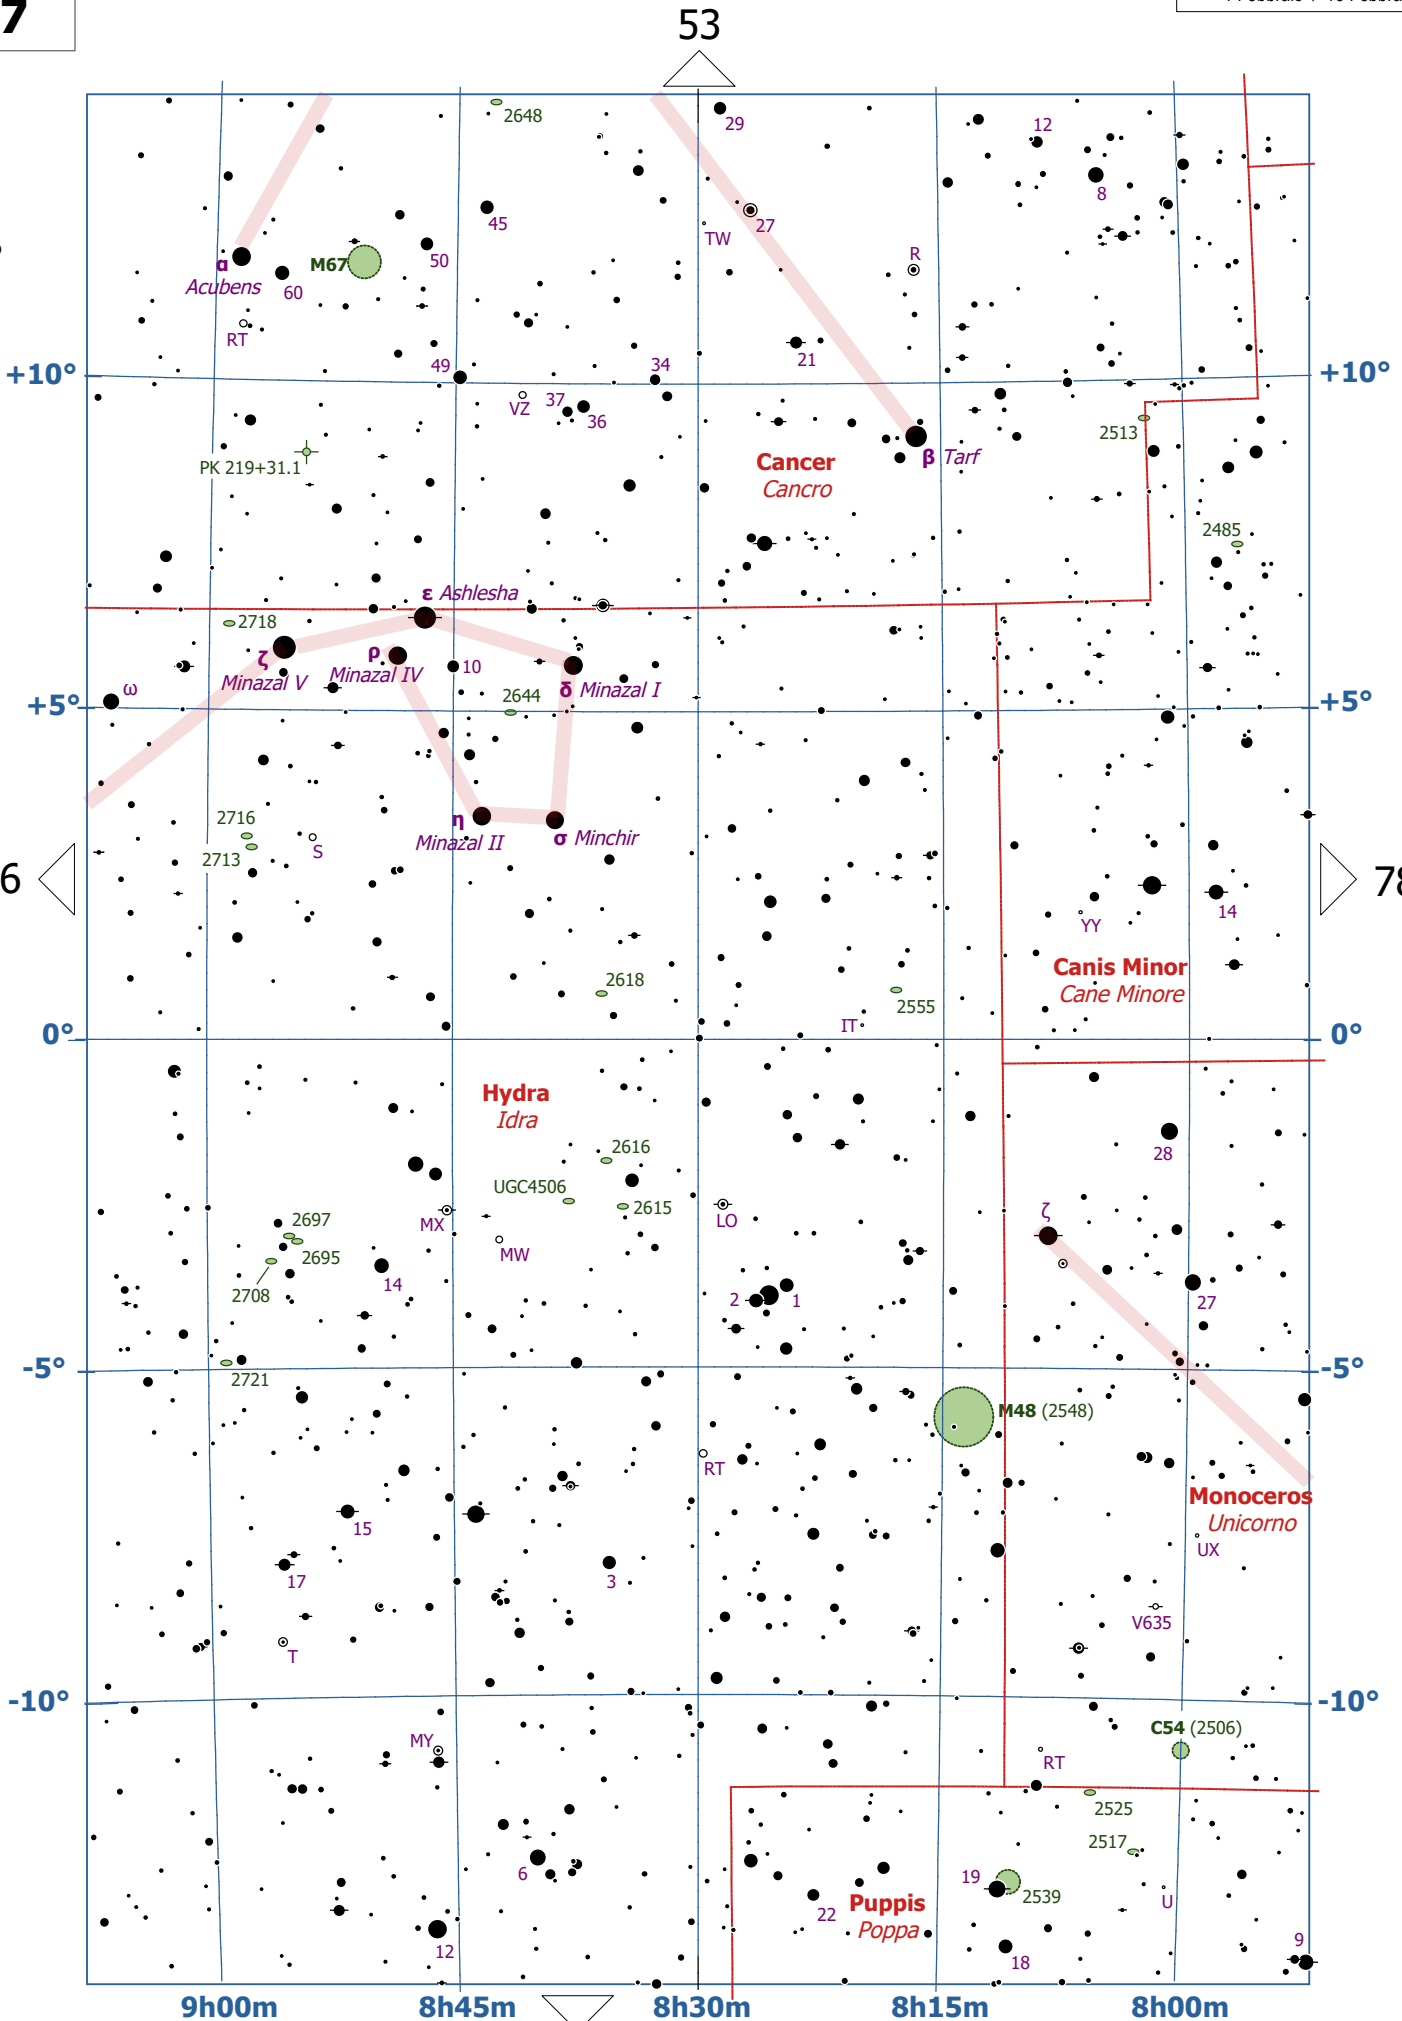 7
53
2648
29
12
8
45
27
TW
50
R
α
Acubens
M67
60
RT
21
49
34
+10°
+10°
VZ
37
36
2513
PK 219+31.1
Cancer
Cancro
β Tarf
2485
ε Ashlesha
2718
ζ
Minazal V
ρ
Minazal IV
10
δ Minazal I
ω
2644
+5°
+5°
2716
2713
S
η
Minazal II
σ Minchir
6
78
14
YY
Canis Minor
Cane Minore
2618
2555
IT
0°
0°
Hydra
Idra
28
2616
UGC4506
2615
MX
MW
LO
ζ
2697
2695
2708
14
2
1
27
-5°
-5°
2721
M48 (2548)
RT
Monoceros
Unicorno
15
UX
17
3
V635
T
-10°
-10°
MY
C54 (2506)
RT
2525
2517
6
19
2539
U
22
Puppis
Poppa
12
18
9
9h00m
8h45m
8h30m
8h15m
8h00m